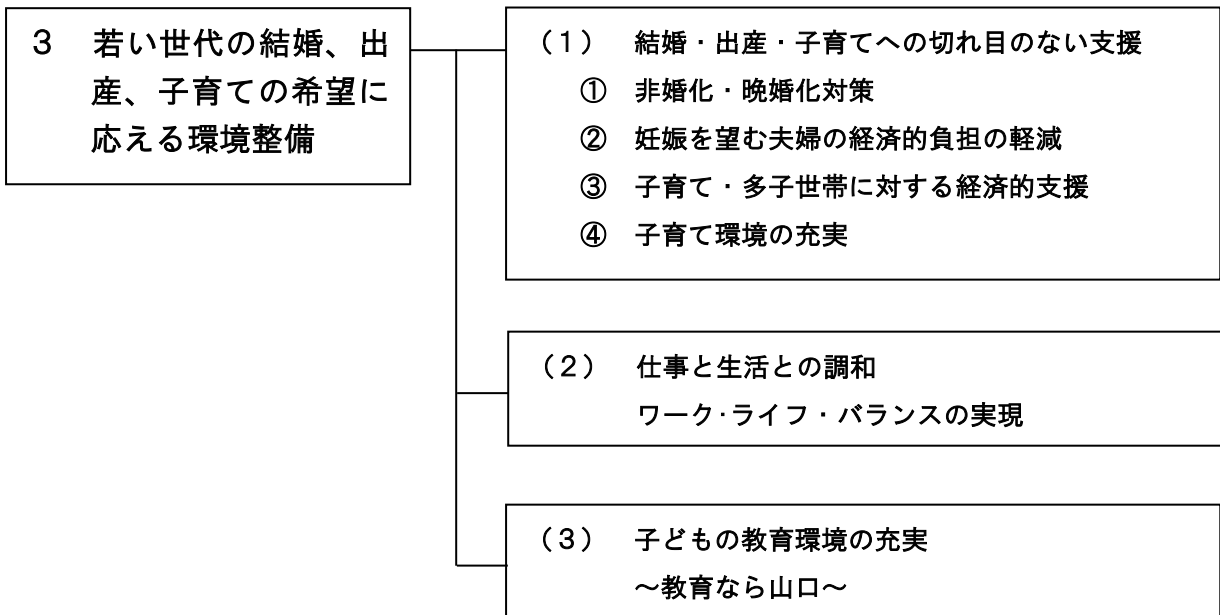 ３　若い世代の結婚、出
産、子育ての希望に
応える環境整備
（１）　結婚・出産・子育てへの切れ目のない支援
①　非婚化・晩婚化対策
②　妊娠を望む夫婦の経済的負担の軽減
③　子育て・多子世帯に対する経済的支援
④　子育て環境の充実
（２）　仕事と生活との調和
ワーク・ライフ・バランスの実現
（３）　子どもの教育環境の充実
～教育なら山口～